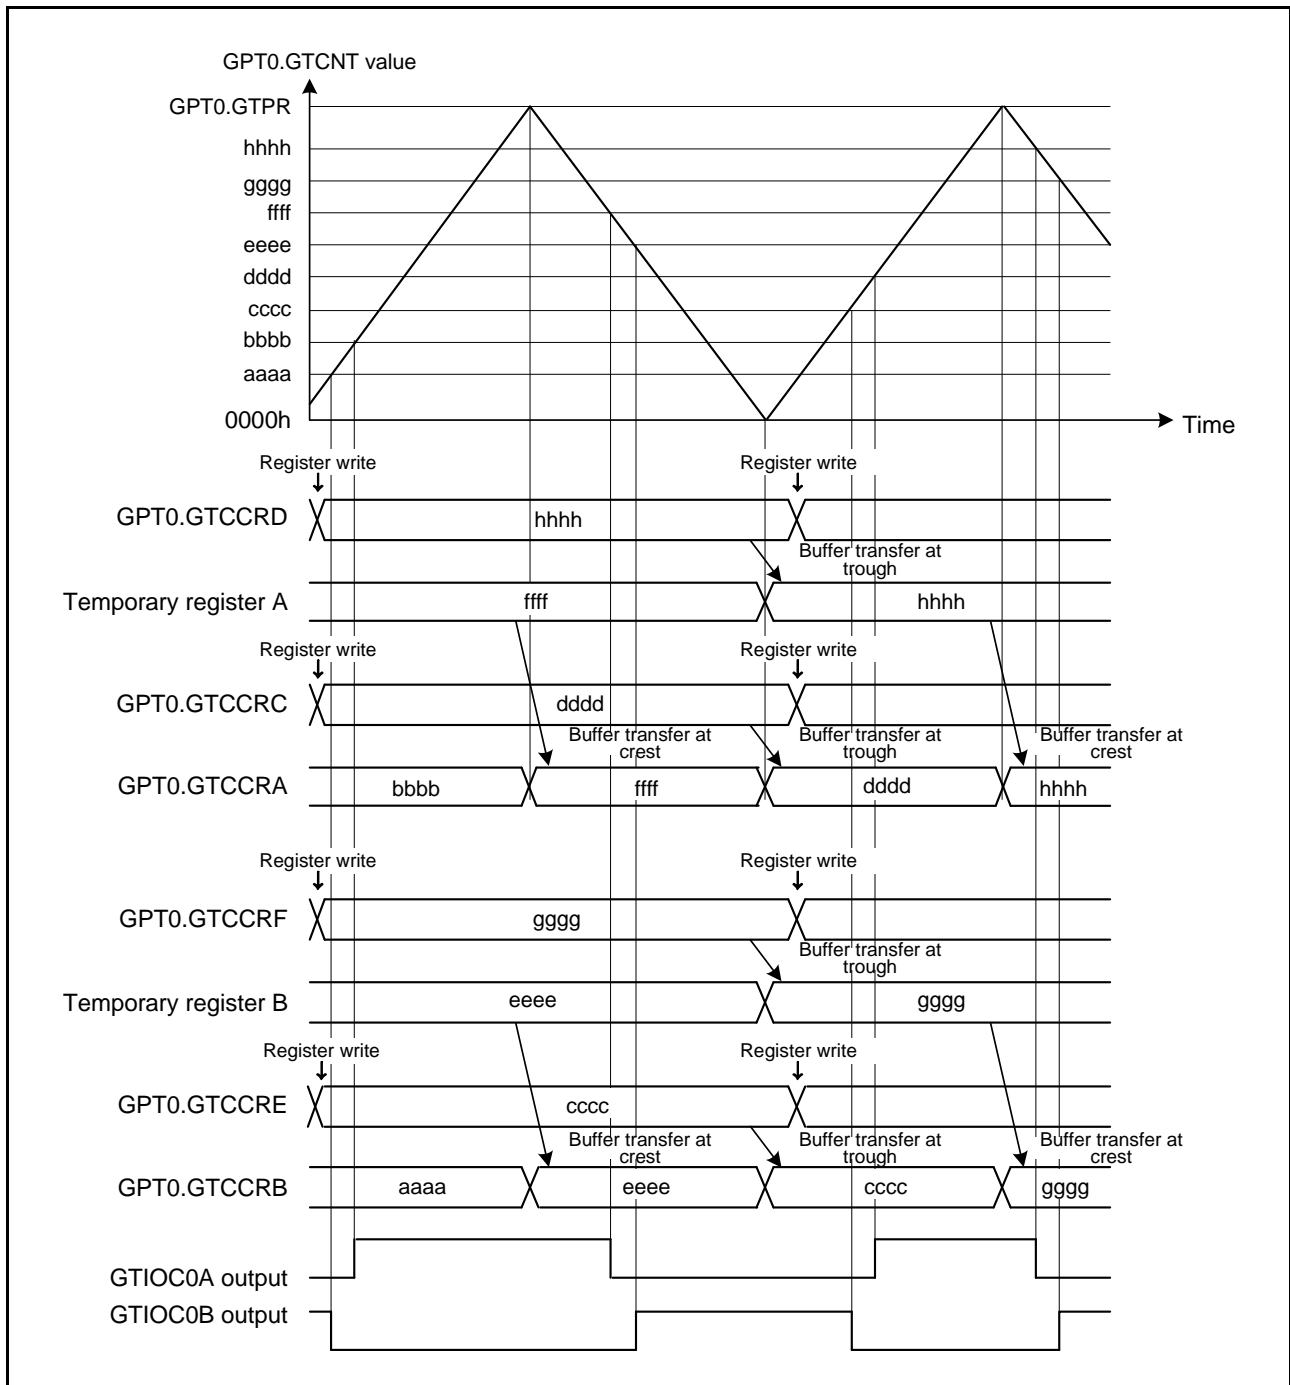 GPT0.GTCNT value
GPT0.GTPR
hhhh
gggg
ffff
eeee
dddd
cccc
bbbb
aaaa
0000h
Time
Register write
Register write
GPT0.GTCCRD
hhhh
Buffer transfer at
trough
Temporary register A
ffff
hhhh
Register write
Register write
GPT0.GTCCRC
dddd
Buffer transfer at
crest
Buffer transfer at
trough
Buffer transfer at
crest
GPT0.GTCCRA
bbbb
ffff
dddd
hhhh
Register write
Register write
GPT0.GTCCRF
gggg
Buffer transfer at
trough
Temporary register B
eeee
gggg
Register write
Register write
GPT0.GTCCRE
cccc
Buffer transfer at
crest
Buffer transfer at
trough
Buffer transfer at
crest
GPT0.GTCCRB
aaaa
eeee
cccc
gggg
GTIOC0A output
GTIOC0B output